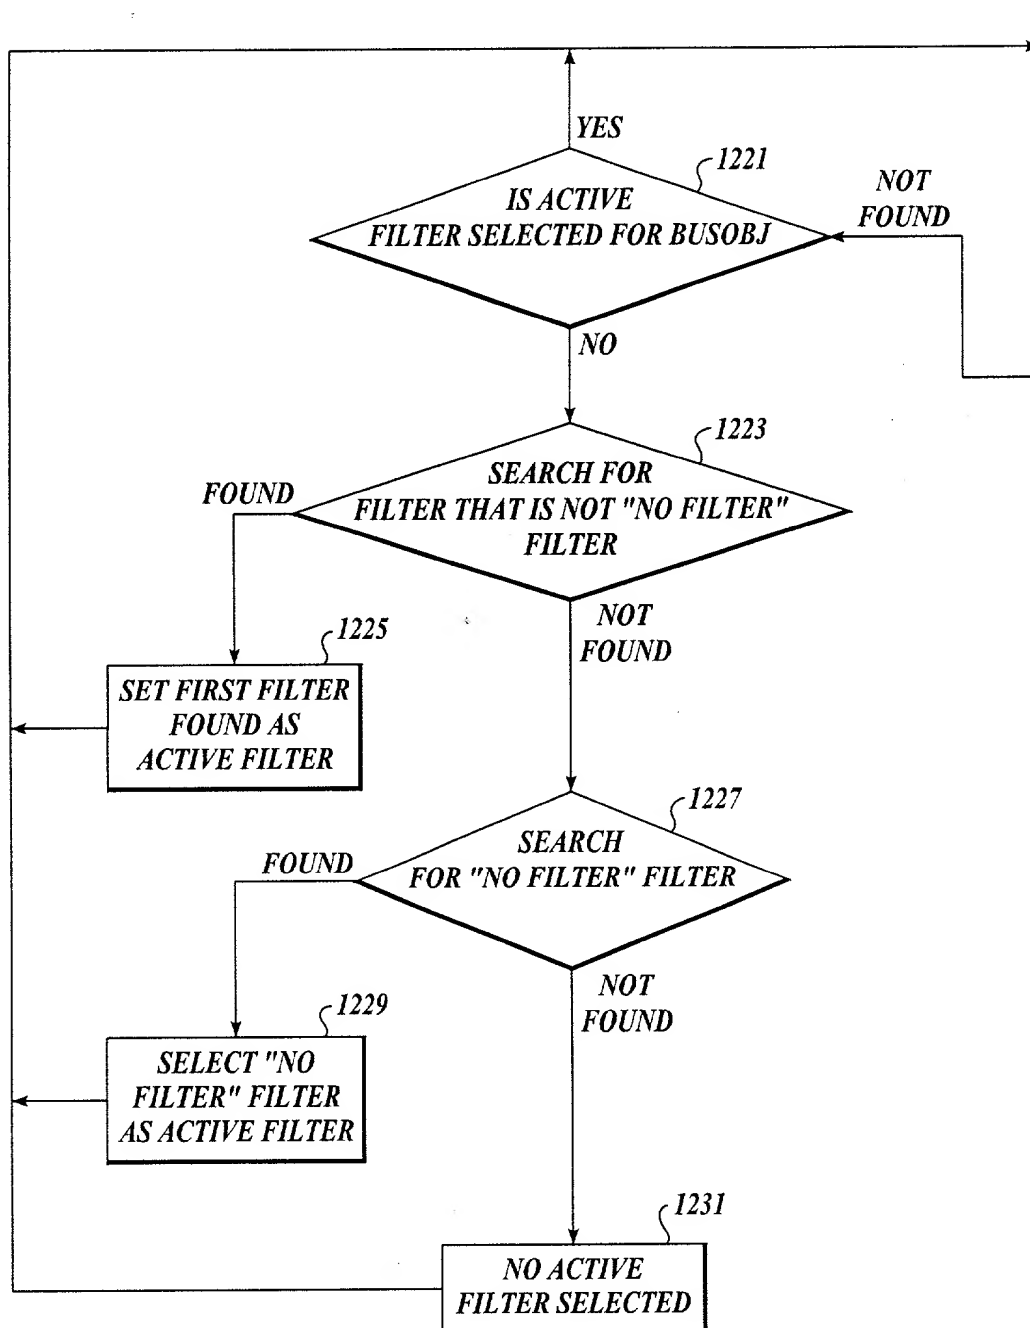 YES
1221
IS ACTIVE
FILTER SELECTED FOR BUSOBJ
NOT
FOUND
NO
1223
SEARCH FOR
FILTER THAT IS NOT "NO FILTER"
FILTER
FOUND
NOT
FOUND
1225
SET FIRST FILTER
FOUND AS
ACTIVE FILTER
1227
SEARCH
FOR "NO FILTER" FILTER
FOUND
NOT
FOUND
1229
SELECT "NO
FILTER" FILTER
AS ACTIVE FILTER
1231
NO ACTIVE
FILTER SELECTED